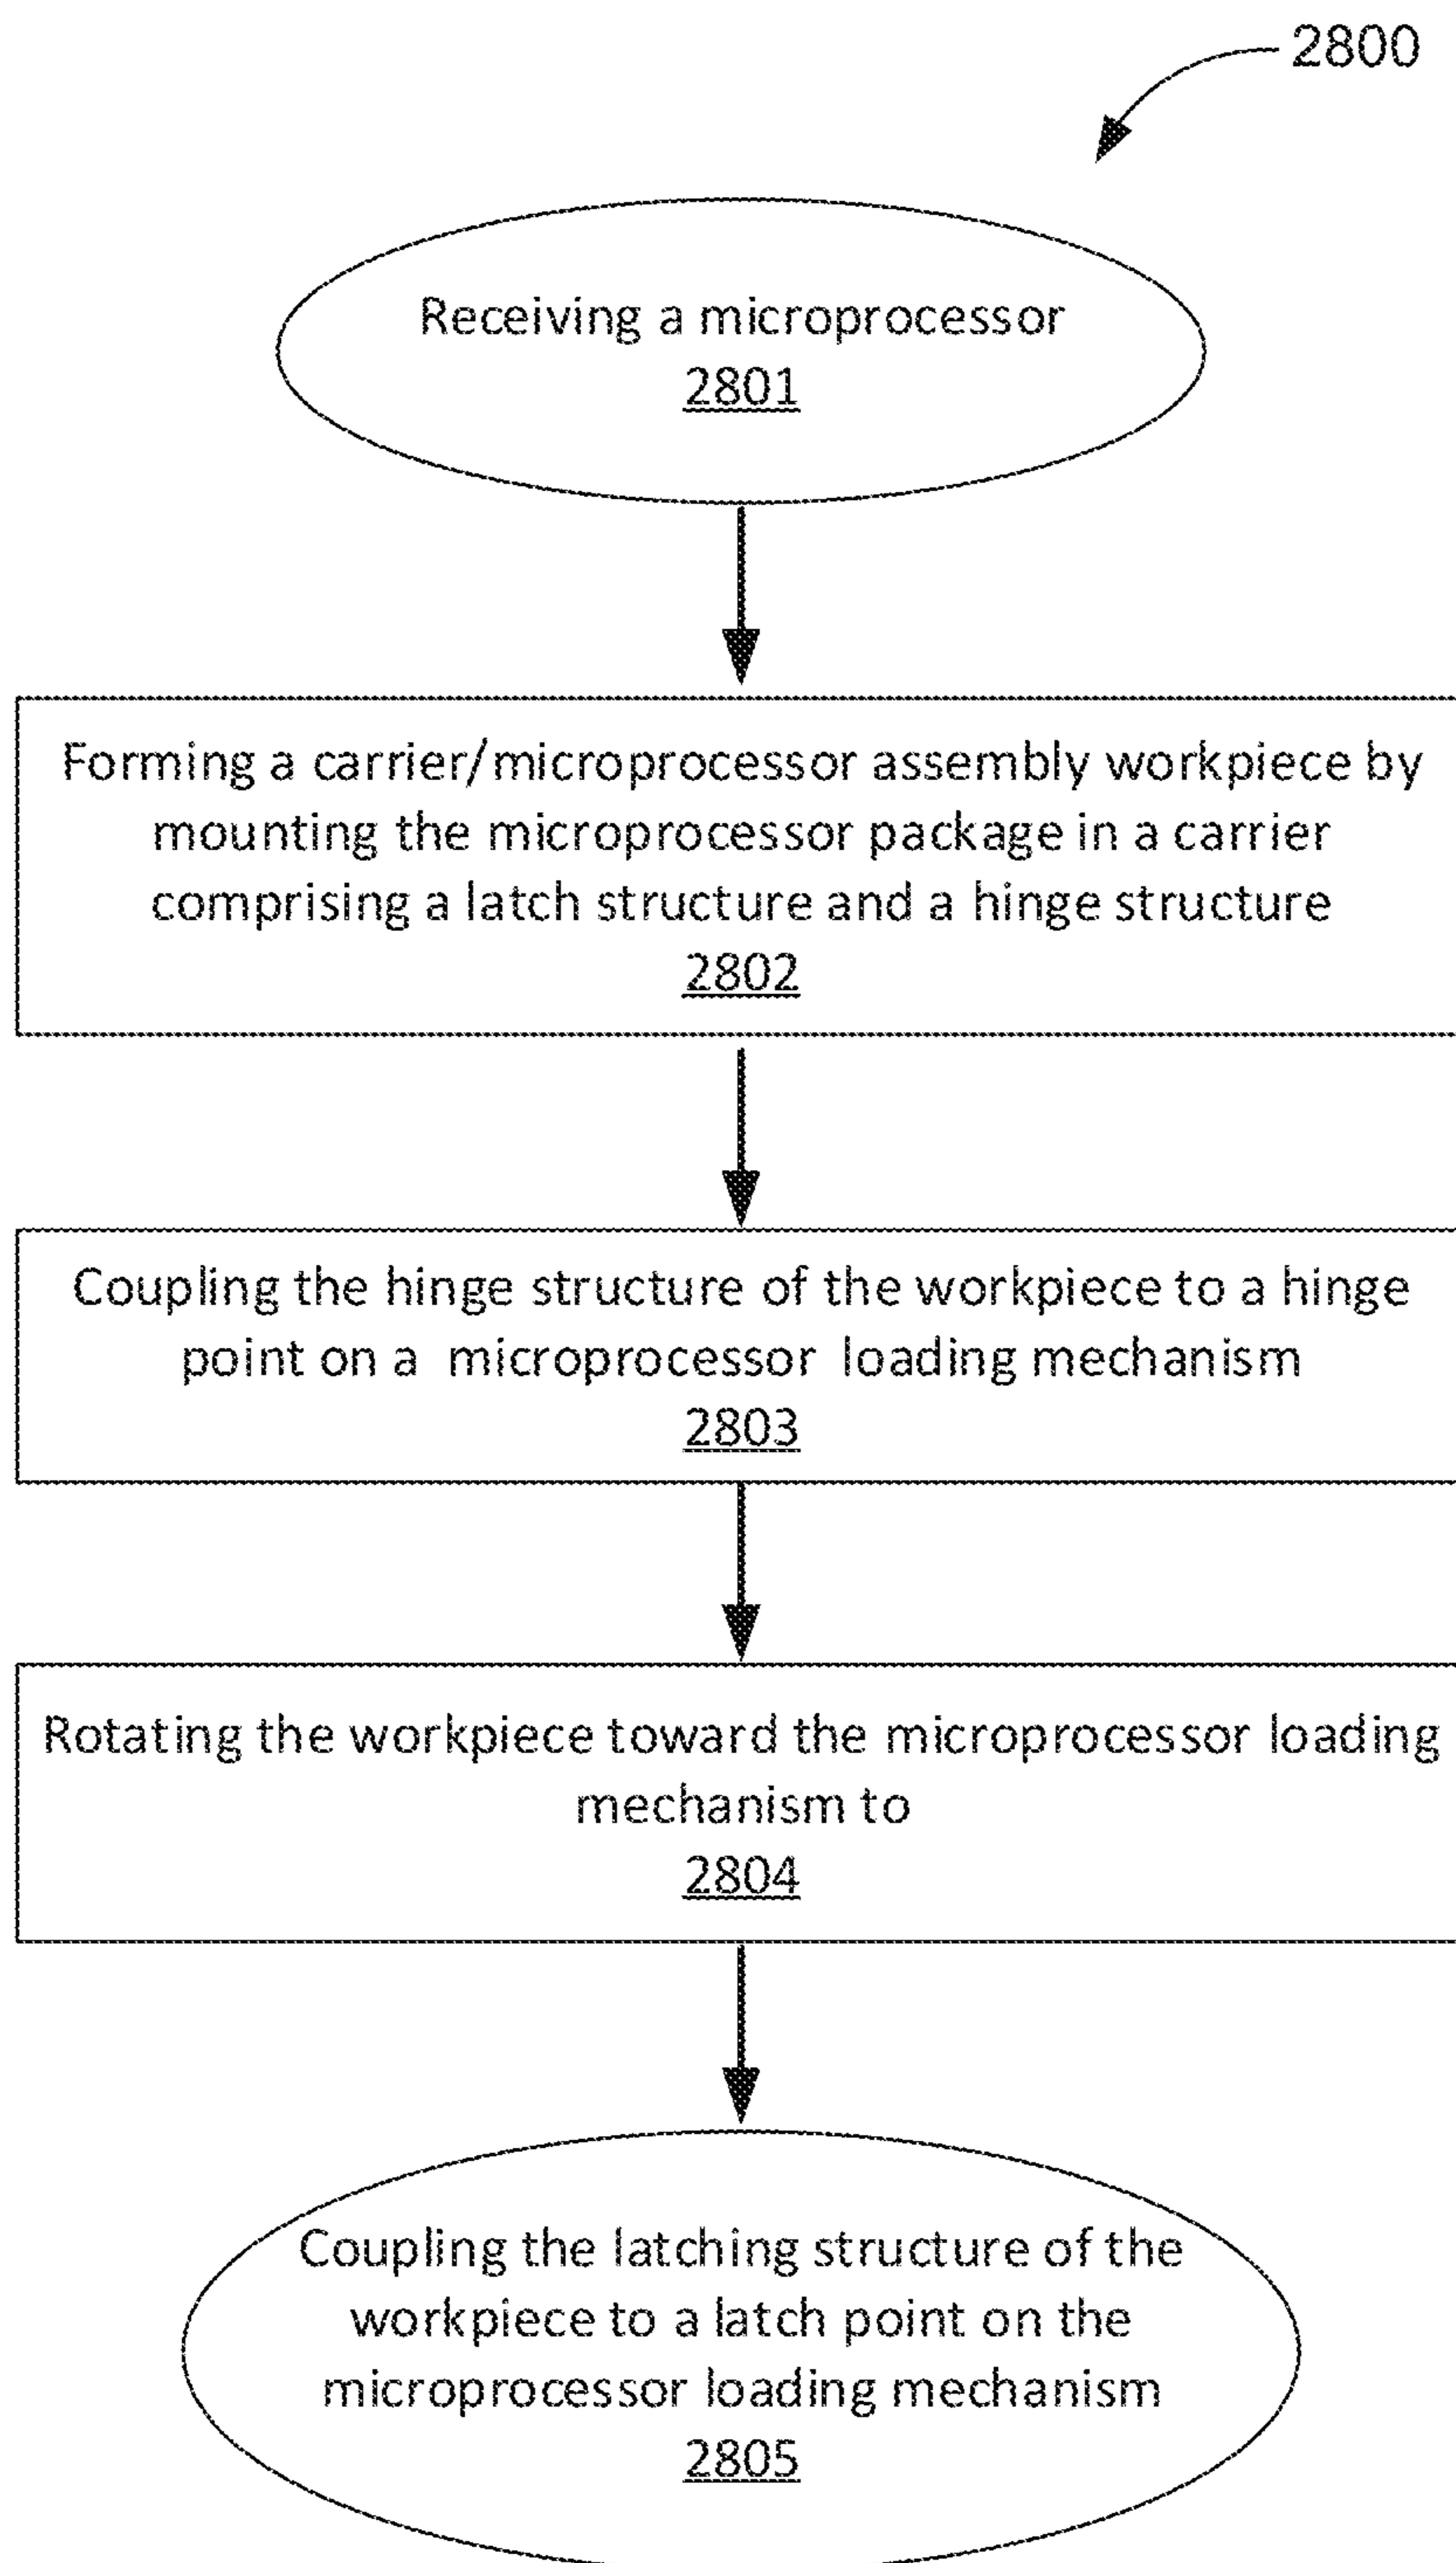 2800
Receiving a microprocessor
2801
Forming a carrier/microprocessor assembly workpiece by
mounting the microprocessor package in a carrier
comprising a latch structure and a hinge structure
2802
Coupling the hinge structure of the workpiece to a hinge
point on a microprocessor loading mechanism
2803
Rotating the workpiece toward the microprocessor loading
mechanism to
2804
Coupling the latching structure of the
workpiece to a latch point on the
microprocessor loading mechanism
2805